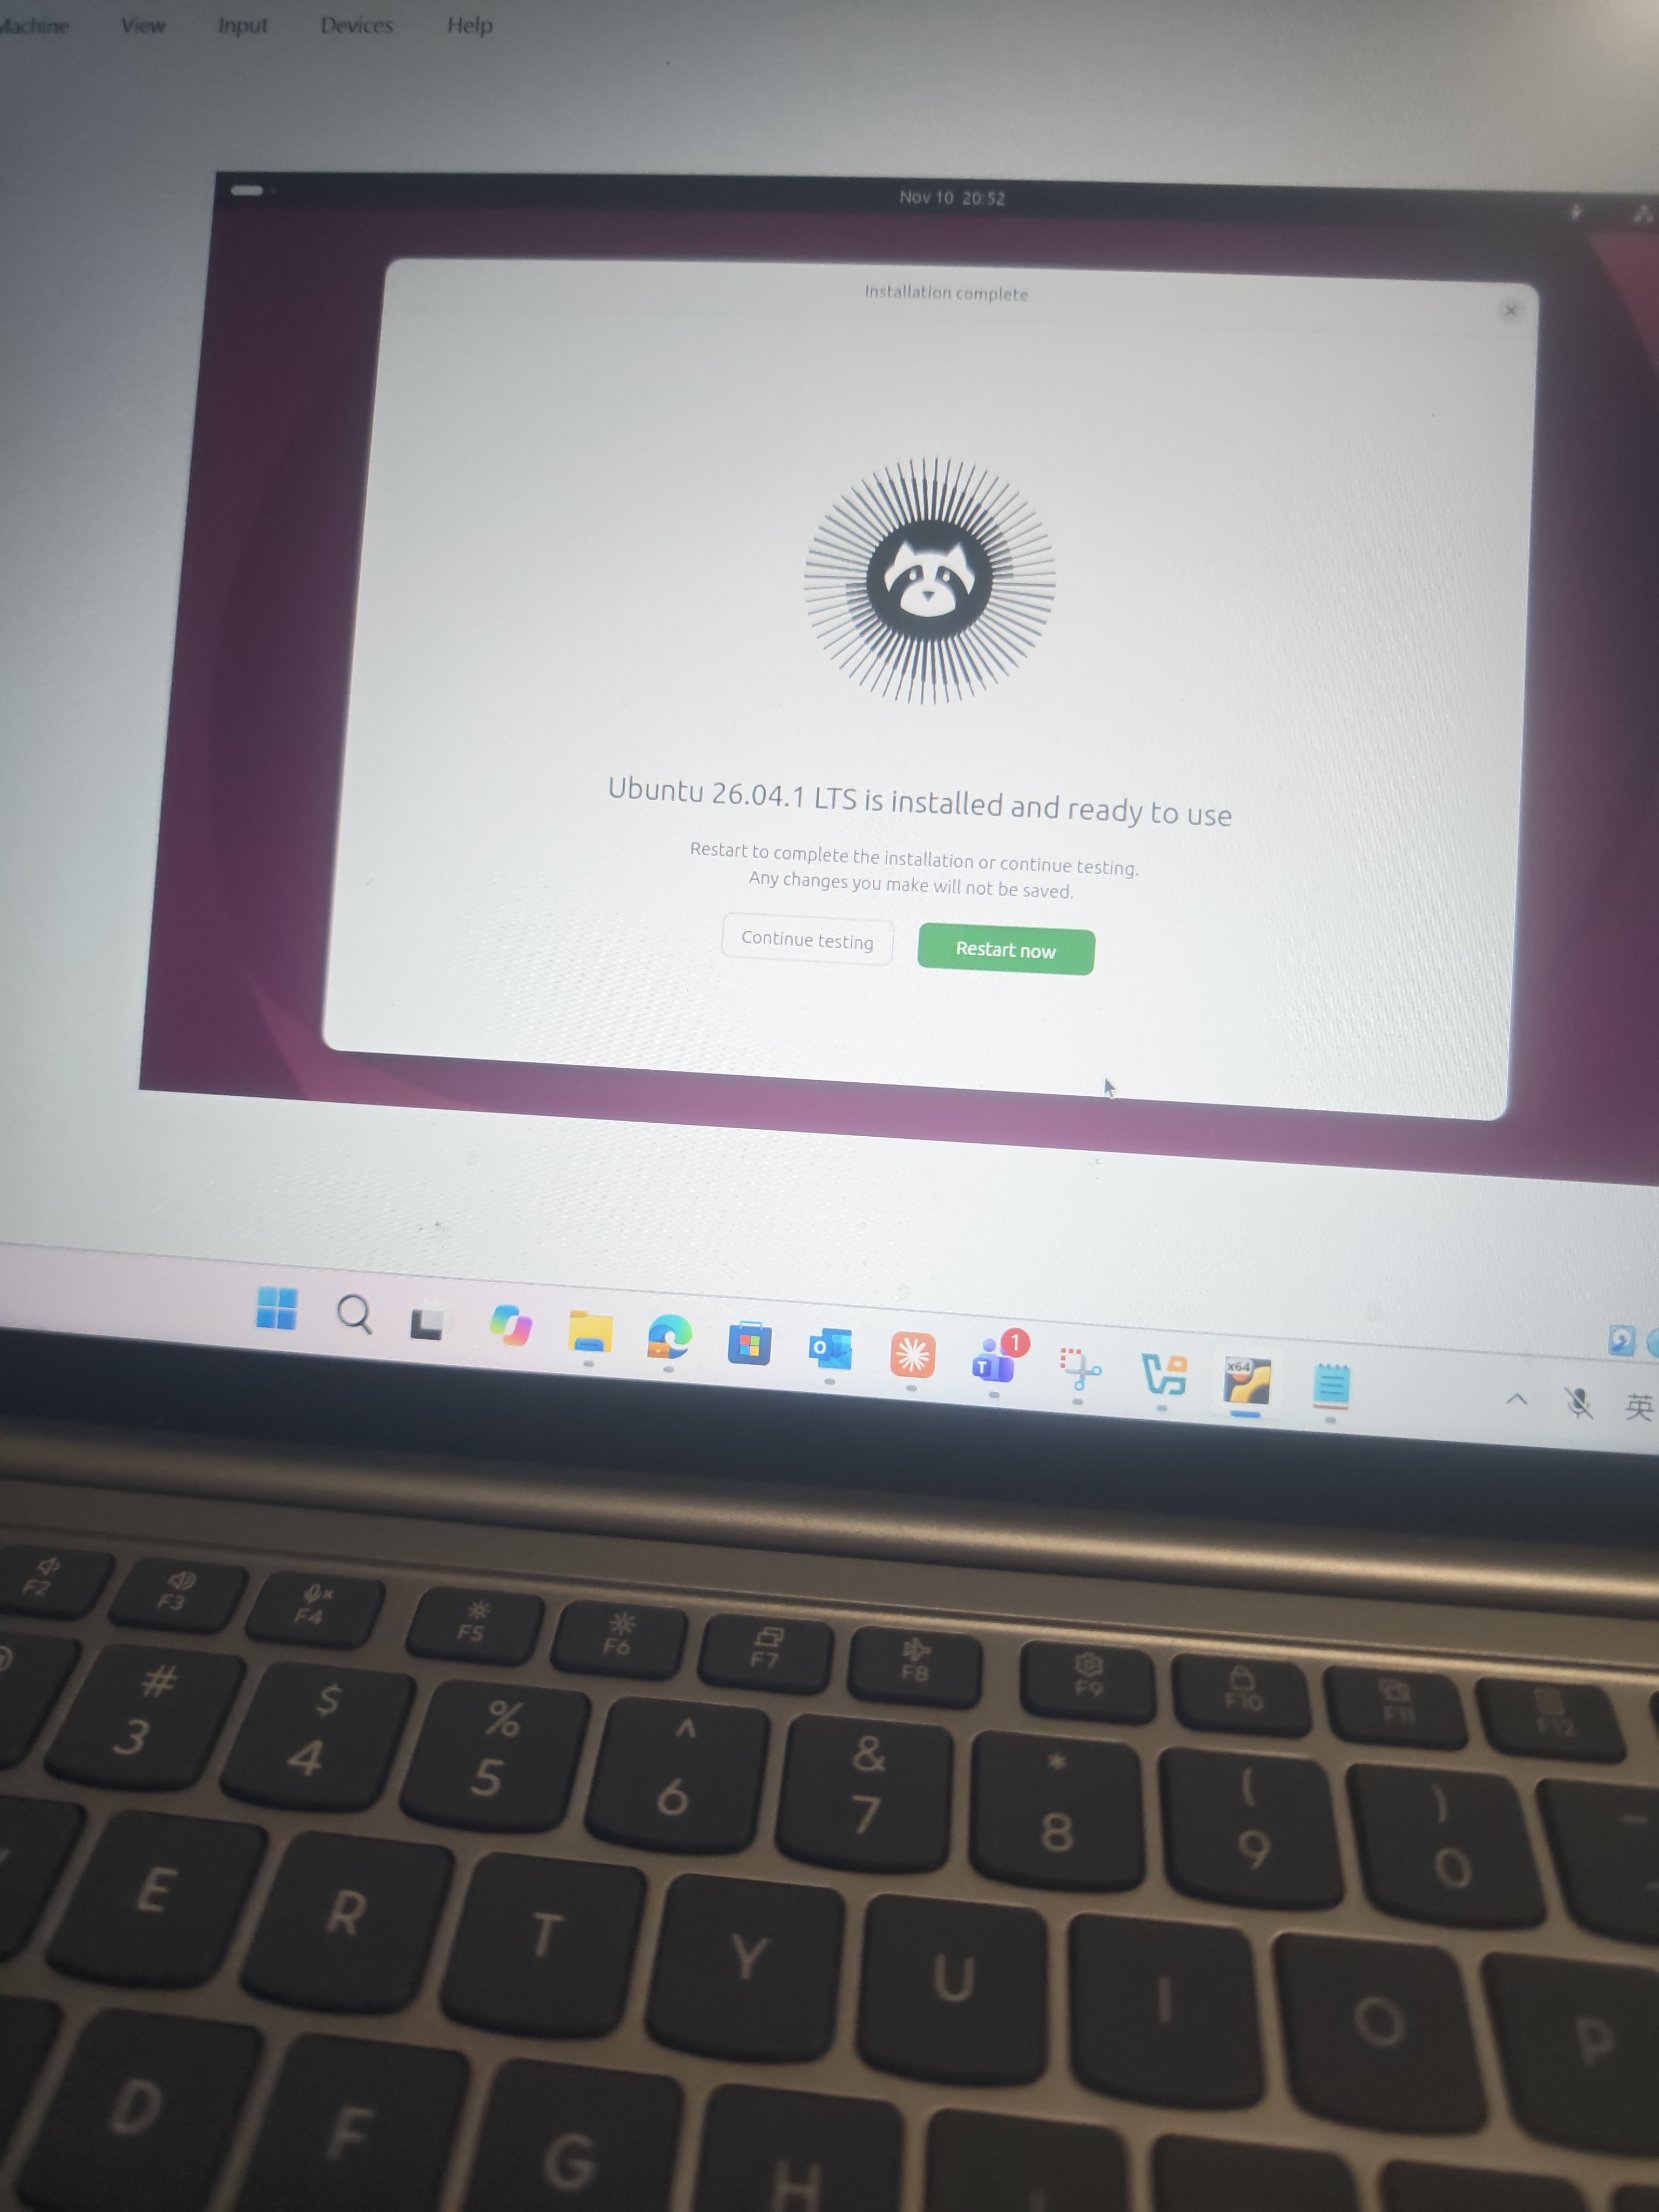 Machine View Input Devices Help
Nov 10 20:52
Installation complete
Ubuntu 26.04.1 LTS is installed and ready to use
Restart to complete the installation or continue testing.
Any changes you make will not be saved.
Continue testing Restart now
O T 1 x64 英
F2 F3 F4 F5 F6 F7 F8 F9 F10 F11 F12
# $ % ^ & * ( )
3 4 5 6 7 8 9 0
E R T Y U I O P
D F G H